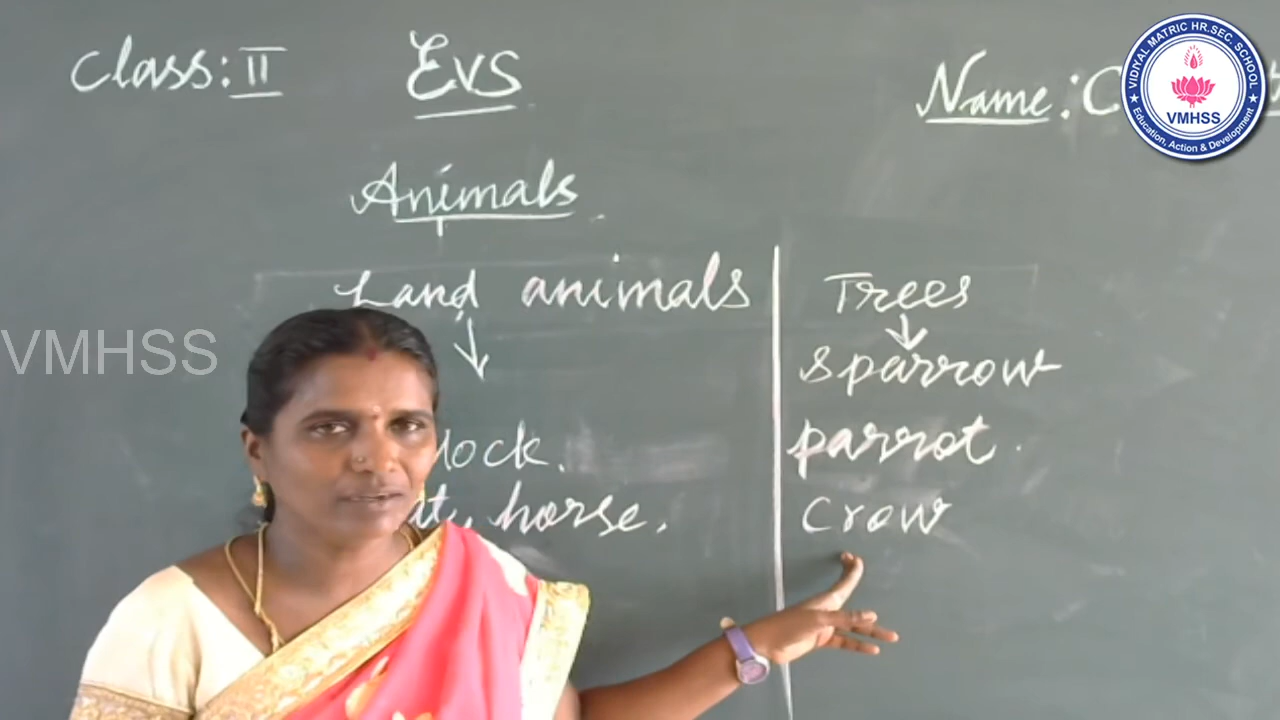 Class: II
EVS
Name: C
Animals
Land animals
horse.
Trees
Sparrow
parrot.
Crow
VIDIYAL MATRIC HR.SEC. SCHOOL
VMHSS
Education, Action & Development
VMHSS